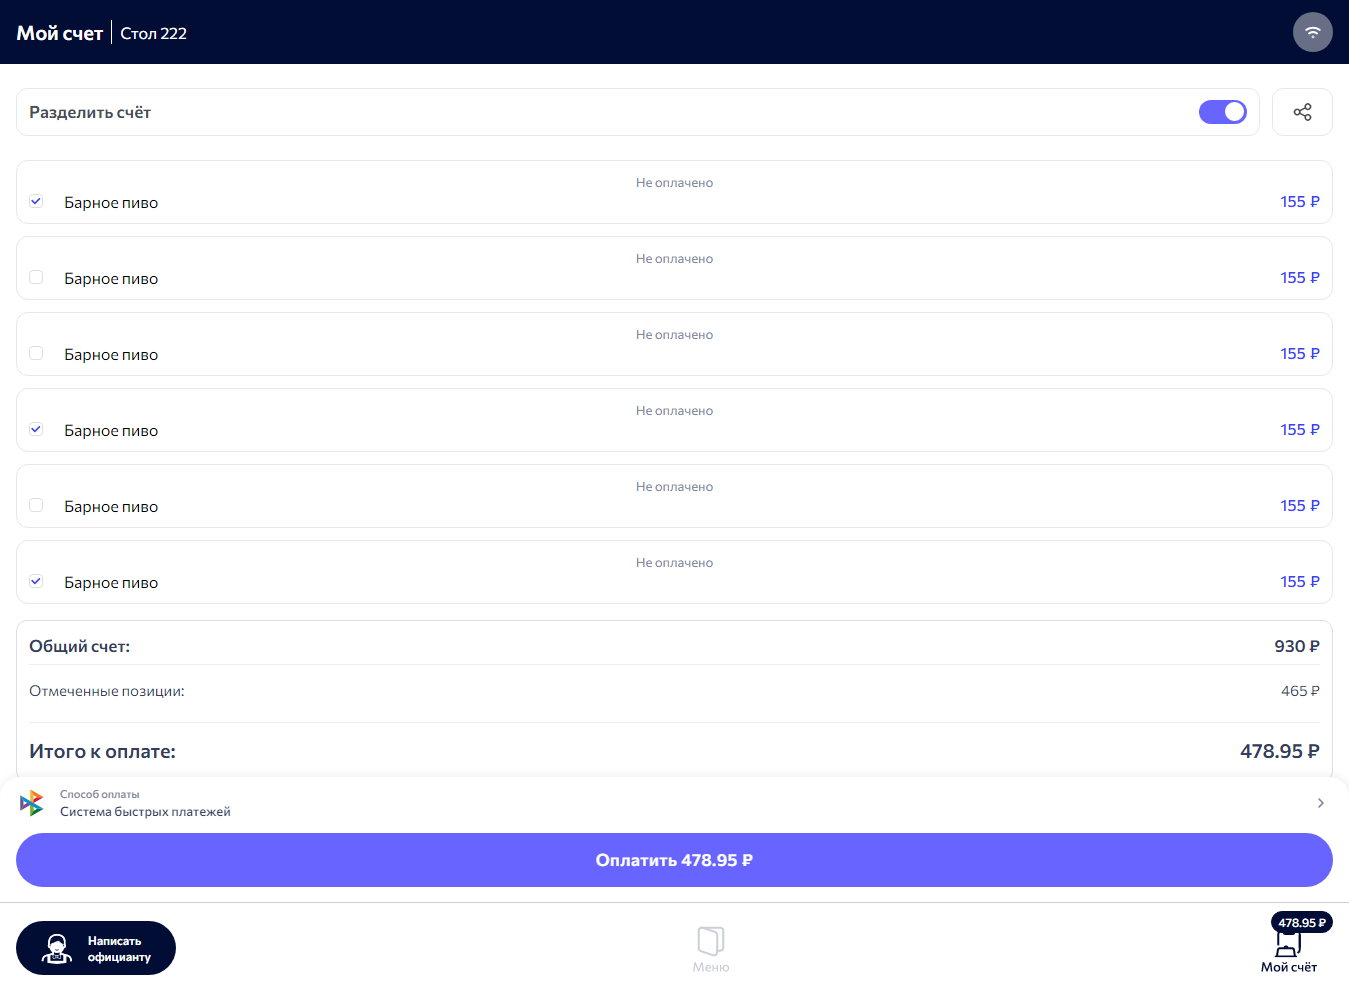 Мой счет
Стол 222
Разделить счёт
Не оплачено
Барное пиво
155 ₽
Не оплачено
Барное пиво
155 ₽
Не оплачено
Барное пиво
155 ₽
Не оплачено
Барное пиво
155 ₽
Не оплачено
Барное пиво
155 ₽
Не оплачено
Барное пиво
155 ₽
Общий счет: 930 ₽
Отмеченные позиции: 465 ₽
Итого к оплате: 478.95 ₽
Способ оплаты
Система быстрых платежей
Оплатить 478.95 ₽
Написать
официанту
Меню
478.95 ₽
Мой счёт